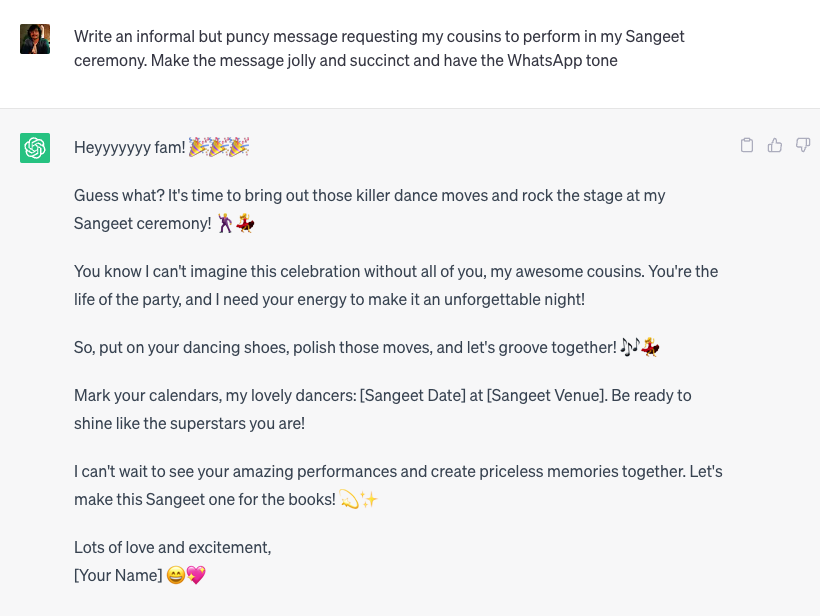 Write an informal but puncy message requesting my cousins to perform in my Sangeet
ceremony. Make the message jolly and succinct and have the WhatsApp tone
Heyyyyyyy fam! 🎉🎉🎉
Guess what? It's time to bring out those killer dance moves and rock the stage at my
Sangeet ceremony! 🕺💃
You know I can't imagine this celebration without all of you, my awesome cousins. You're the
life of the party, and I need your energy to make it an unforgettable night!
So, put on your dancing shoes, polish those moves, and let's groove together! 🎶💃
Mark your calendars, my lovely dancers: [Sangeet Date] at [Sangeet Venue]. Be ready to
shine like the superstars you are!
I can't wait to see your amazing performances and create priceless memories together. Let's
make this Sangeet one for the books! 💫✨
Lots of love and excitement,
[Your Name] 😄💖